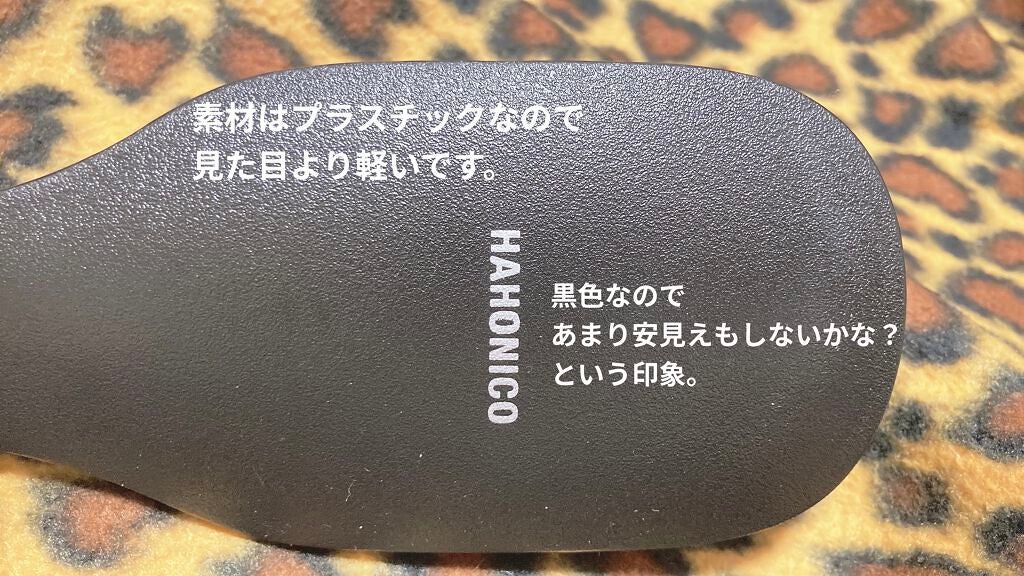 素材はプラスチックなので
見た目より軽いです。
HAHONICO
黒色なので
あまり安見えもしないかな？
という印象。